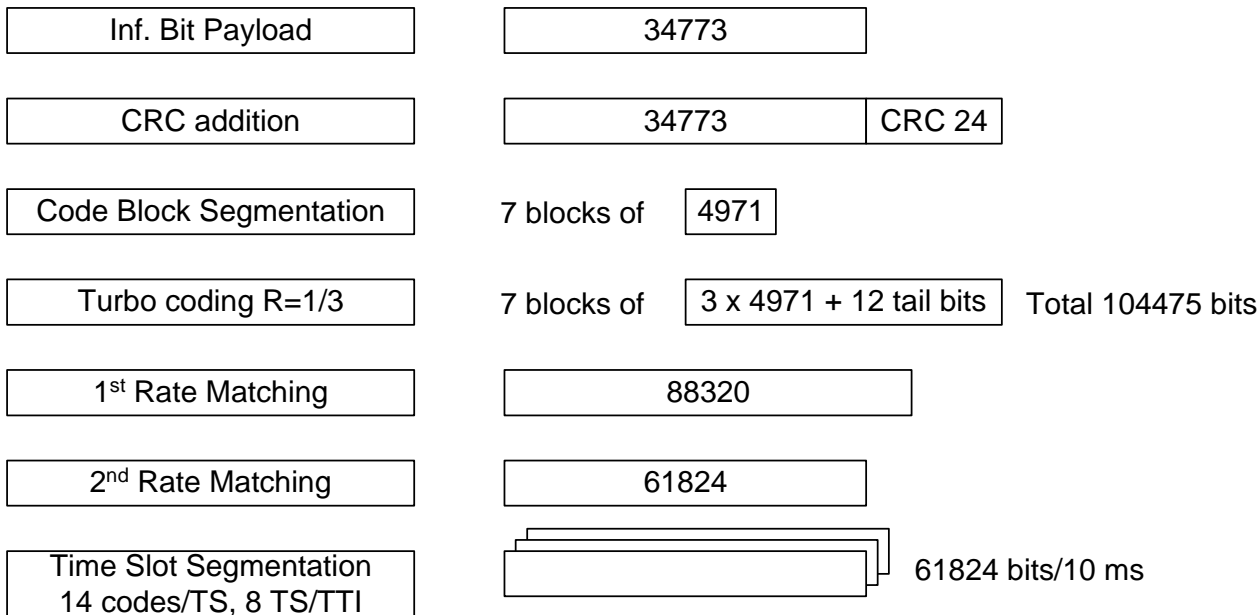 Inf. Bit Payload 34773
CRC addition 34773 CRC 24
Code Block Segmentation 7 blocks of 4971
Turbo coding R=1/3 7 blocks of 3 x 4971 + 12 tail bits Total 104475 bits
1st Rate Matching 88320
2nd Rate Matching 61824
Time Slot Segmentation
14 codes/TS, 8 TS/TTI
61824 bits/10 ms